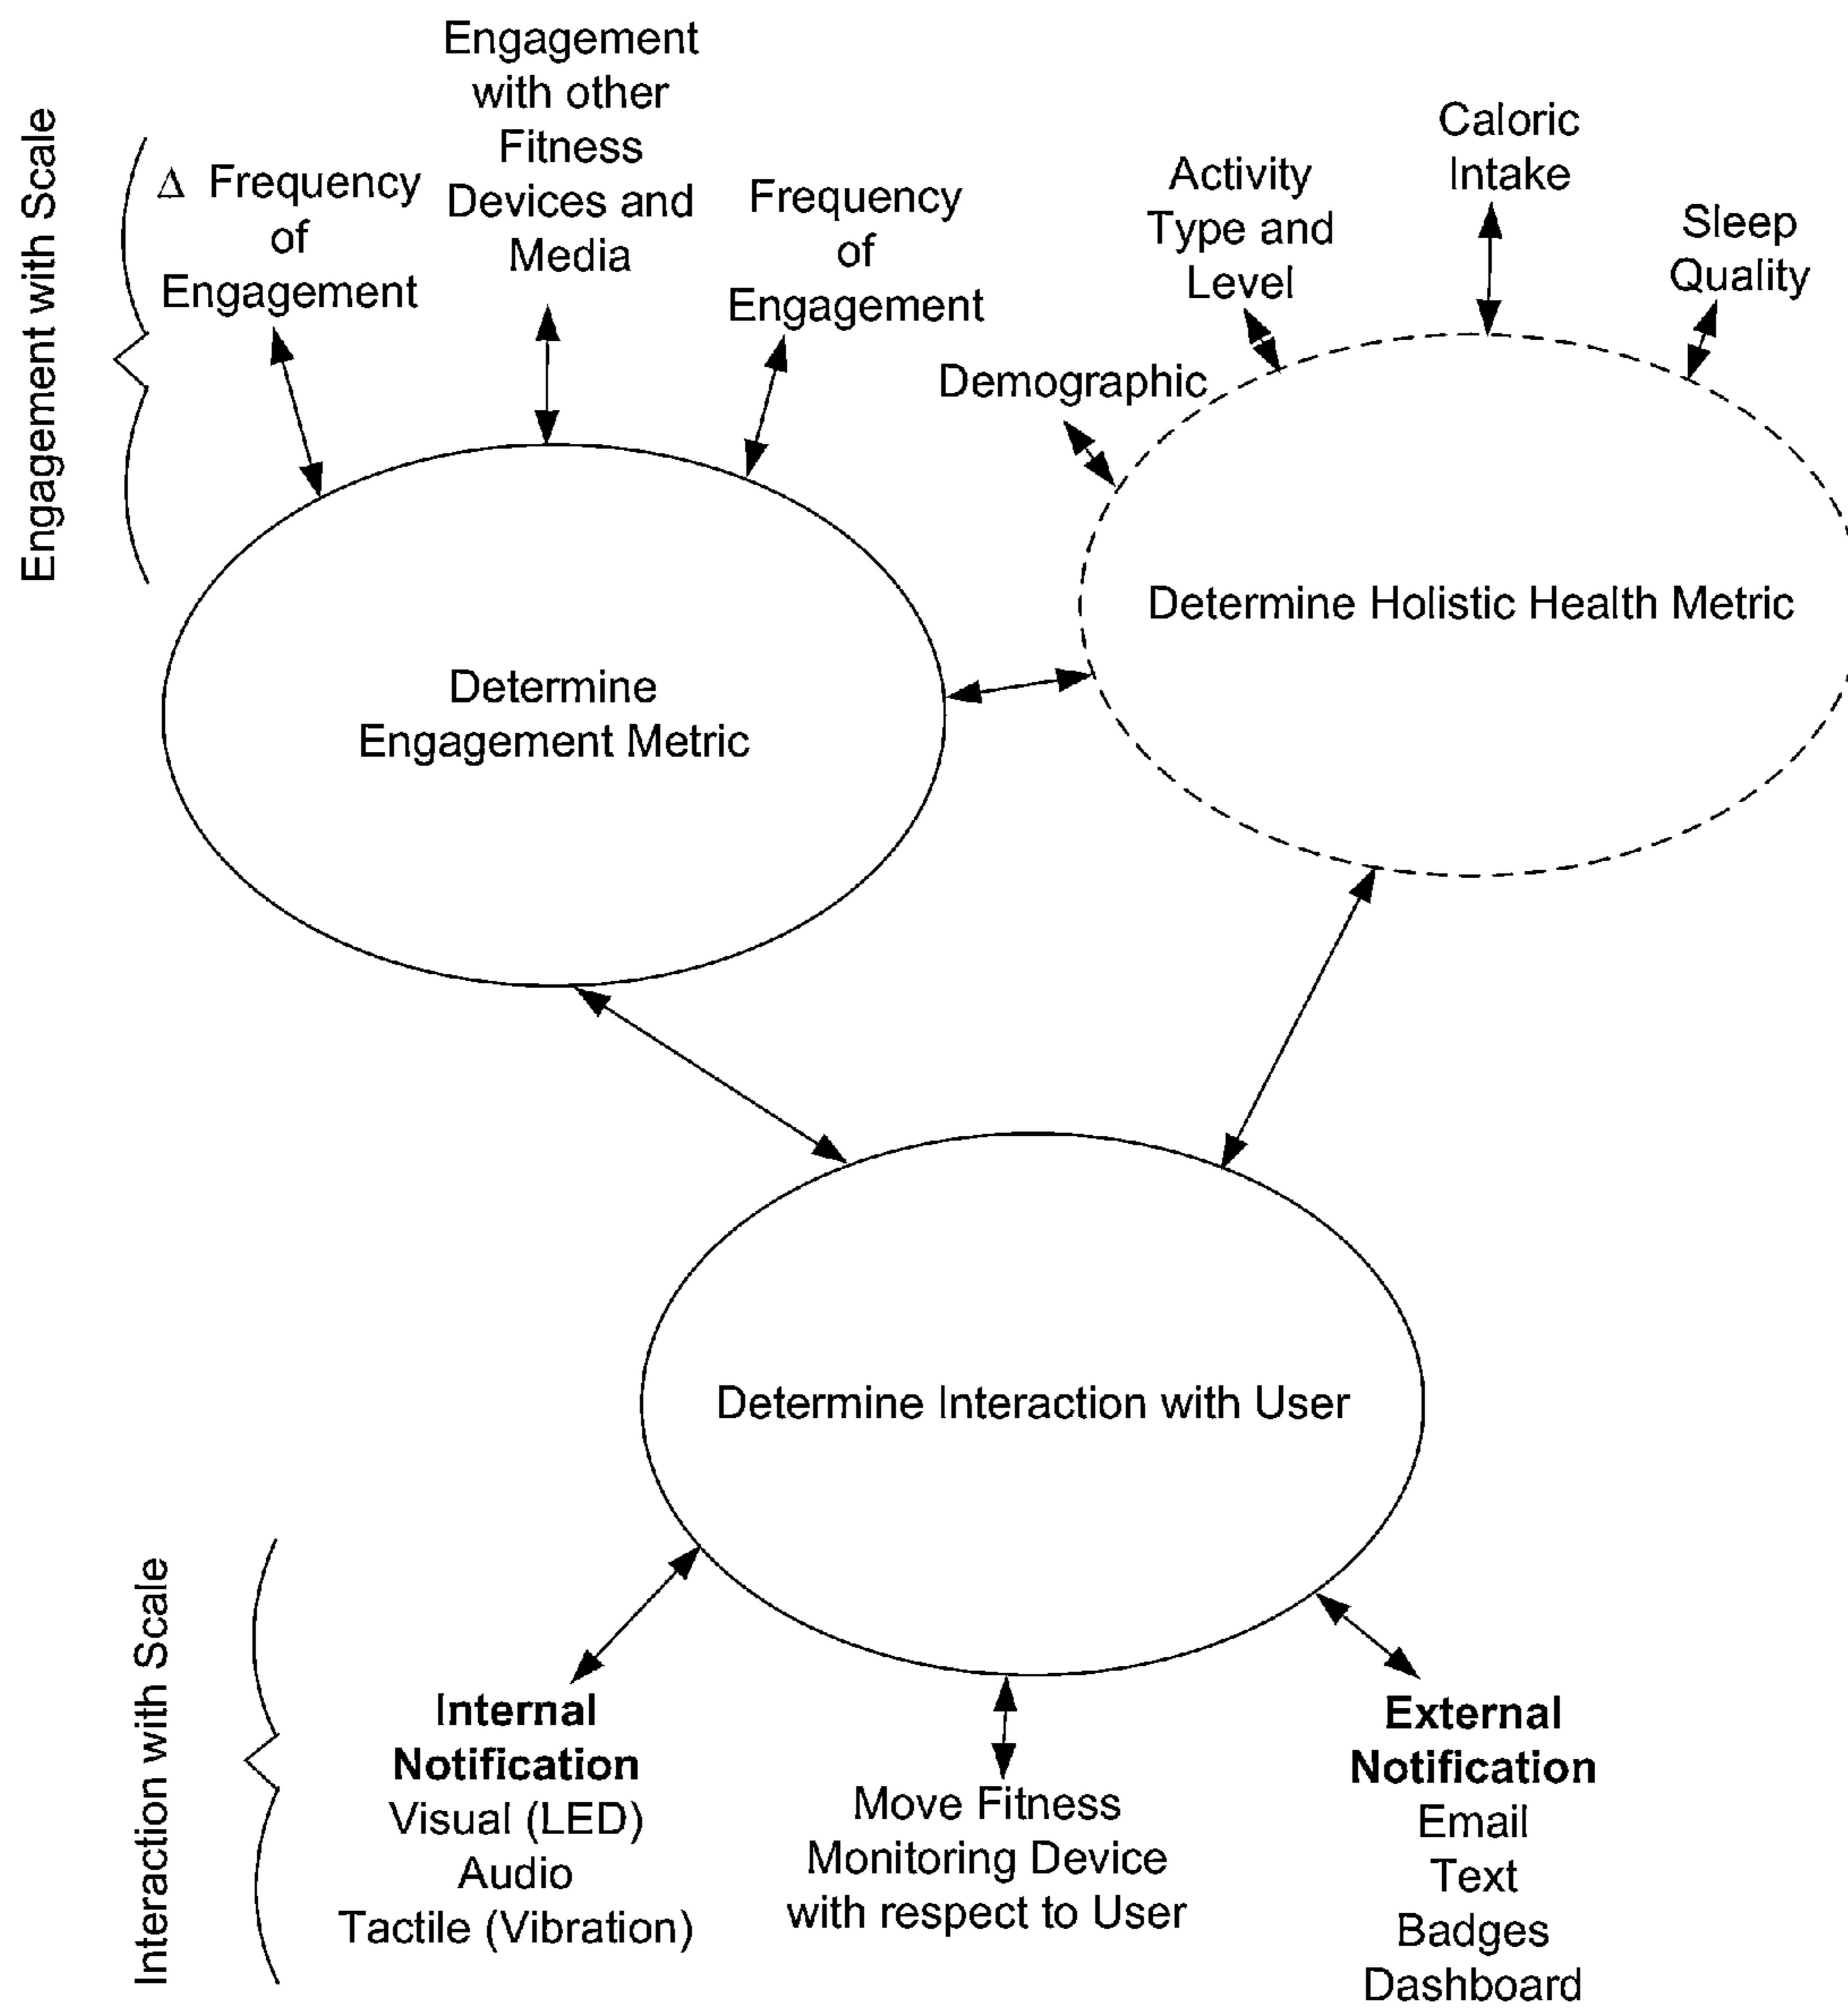 Engagement with Scale
Δ Frequency
of
Engagement
Engagement
with other
Fitness
Devices and
Media
Frequency
of
Engagement
Demographic
Activity
Type and
Level
Caloric
Intake
Sleep
Quality
Determine
Engagement Metric
Determine Holistic Health Metric
Determine Interaction with User
Interaction with Scale
Internal
Notification
Visual (LED)
Audio
Tactile (Vibration)
Move Fitness
Monitoring Device
with respect to User
External
Notification
Email
Text
Badges
Dashboard